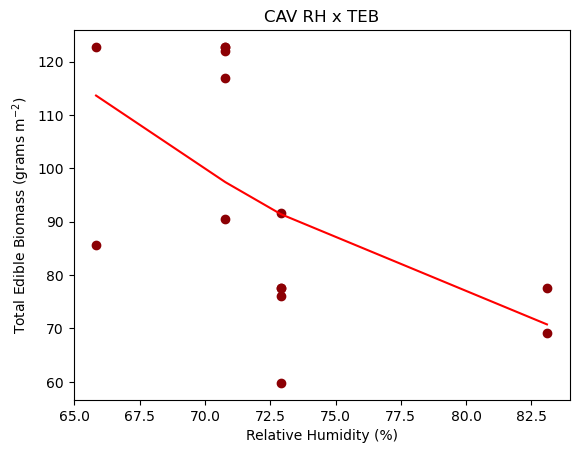 CAV RH x TEB
Total Edible Biomass (grams m⁻²)
120
110
100
90
80
70
60
65.0 67.5 70.0 72.5 75.0 77.5 80.0 82.5
Relative Humidity (%)